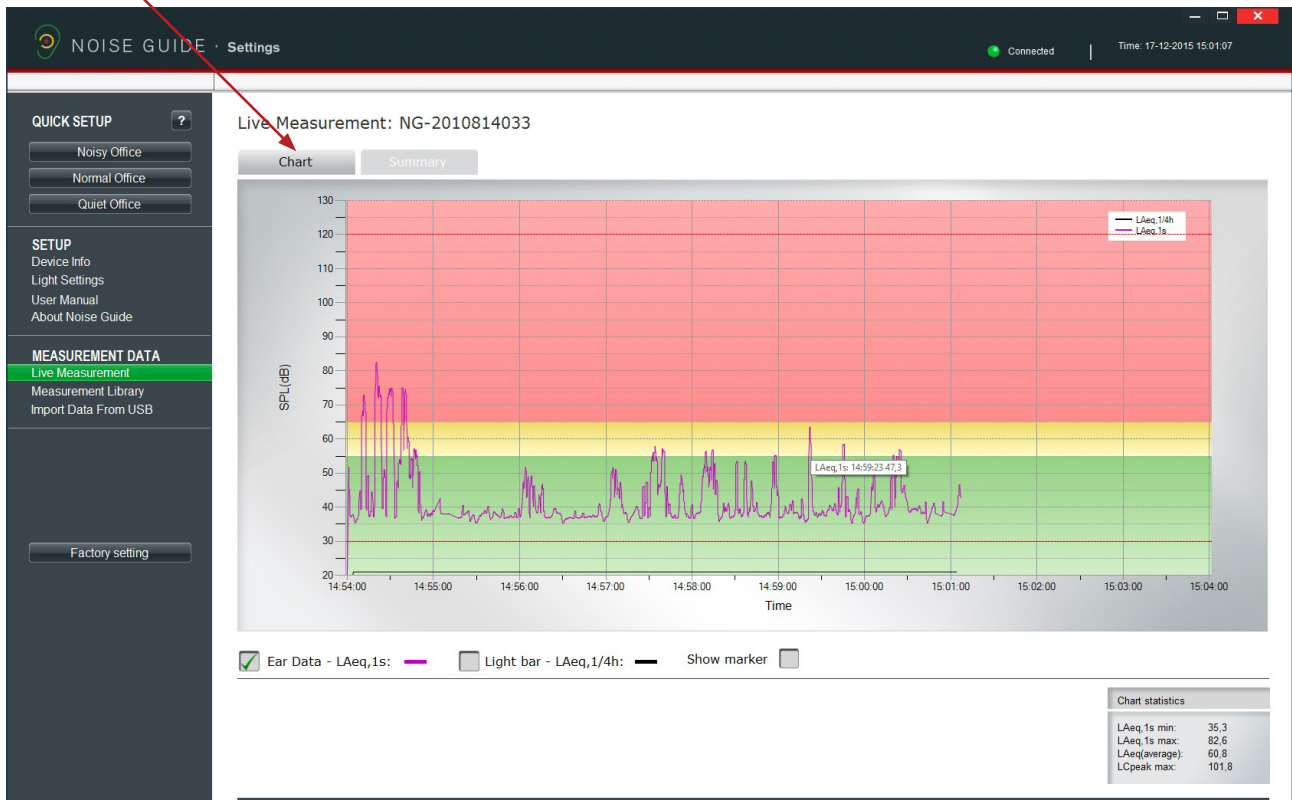 NOISE GUIDE · Settings
Connected
Time: 17-12-2015 15:01:07
QUICK SETUP ?
Noisy Office
Normal Office
Quiet Office
SETUP
Device Info
Light Settings
User Manual
About Noise Guide
MEASUREMENT DATA
Live Measurement
Measurement Library
Import Data From USB
Factory setting
Live Measurement: NG-2010814033
Chart Summary
LAeq,1/4h
LAeq,1s
SPL(dB)
130
120
110
100
90
80
70
60
50
40
30
20
LAeq,1s: 14:59:23 47,3
14:54:00 14:55:00 14:56:00 14:57:00 14:58:00 14:59:00 15:00:00 15:01:00 15:02:00 15:03:00 15:04:00
Time
Ear Data - LAeq,1s: Light bar - LAeq,1/4h: Show marker
Chart statistics
LAeq,1s min: 35,3
LAeq,1s max: 82,6
LAeq(average): 60,8
LCpeak max: 101,8